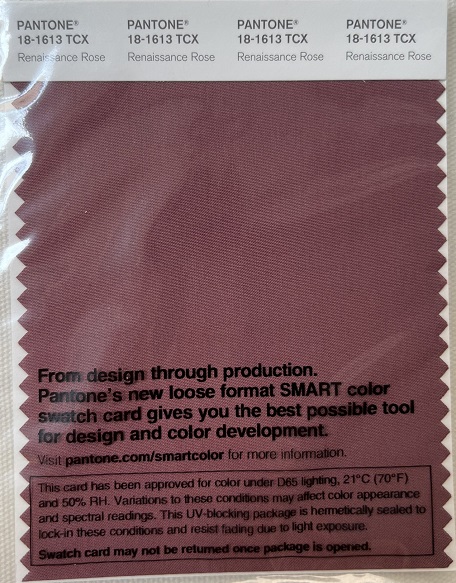 PANTONE® PANTONE® PANTONE® PANTONE®
18-1613 TCX 18-1613 TCX 18-1613 TCX 18-1613 TCX
Renaissance Rose Renaissance Rose Renaissance Rose Renaissance Rose
From design through production.
Pantone's new loose format SMART color
swatch card gives you the best possible tool
for design and color development.
Visit pantone.com/smartcolor for more information.
This card has been approved for color under D65 lighting, 21°C (70°F)
and 50% RH. Variations to these conditions may affect color appearance
and spectral readings. This UV-blocking package is hermetically sealed to
lock-in these conditions and resist fading due to light exposure.
Swatch card may not be returned once package is opened.